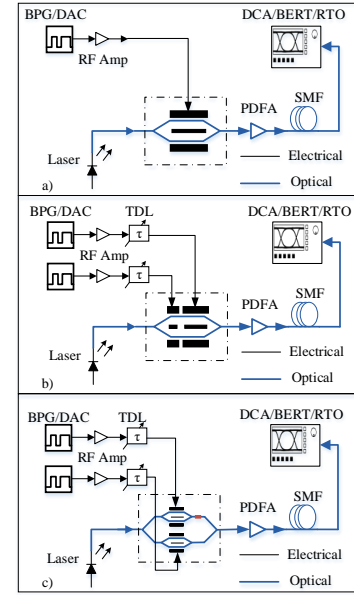 BPG/DAC DCA/BERT/RTO
RF Amp
PDFA SMF
Laser
Electrical
Optical
a)
BPG/DAC TDL DCA/BERT/RTO
τ
RF Amp
τ
PDFA SMF
Laser
Electrical
Optical
b)
BPG/DAC TDL DCA/BERT/RTO
τ
RF Amp
τ
PDFA SMF
Laser
Electrical
Optical
c)